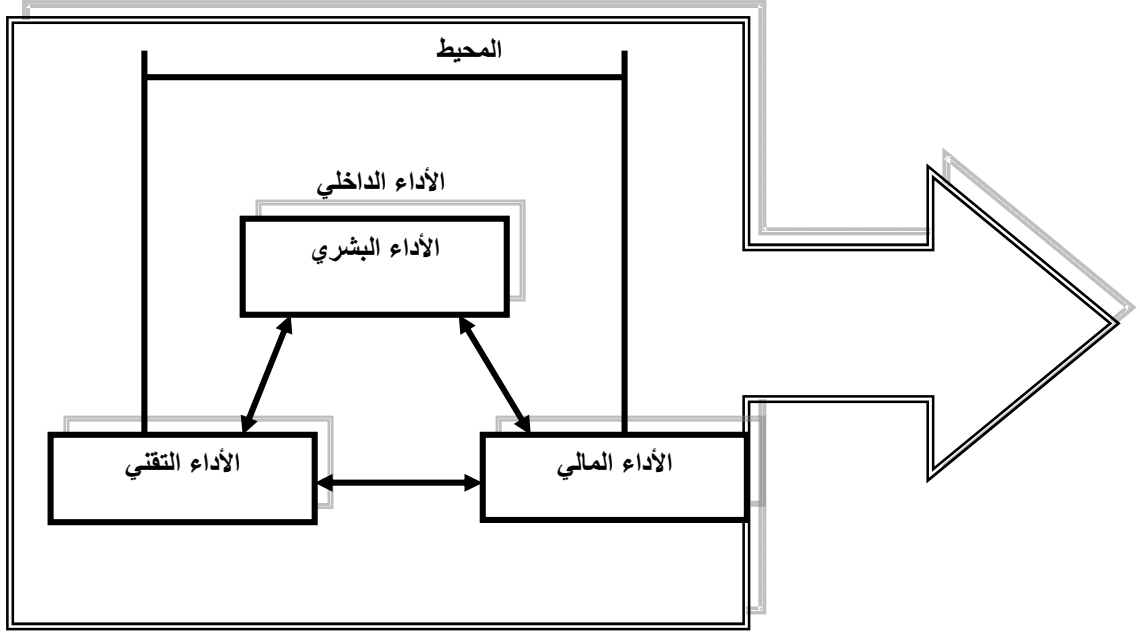 المحيط
الأداء الداخلي
الأداء البشري
الأداء التقني
الأداء المالي